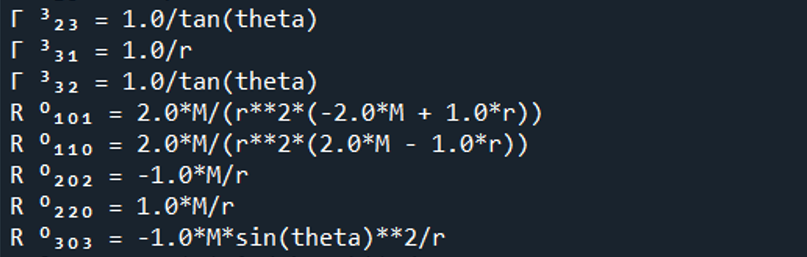 Γ ³₂₃ = 1.0/tan(theta)
Γ ³₃₁ = 1.0/r
Γ ³₃₂ = 1.0/tan(theta)
R ⁰₁₀₁ = 2.0*M/(r**2*(-2.0*M + 1.0*r))
R ⁰₁₁₀ = 2.0*M/(r**2*(2.0*M - 1.0*r))
R ⁰₂₀₂ = -1.0*M/r
R ⁰₂₂₀ = 1.0*M/r
R ⁰₃₀₃ = -1.0*M*sin(theta)**2/r